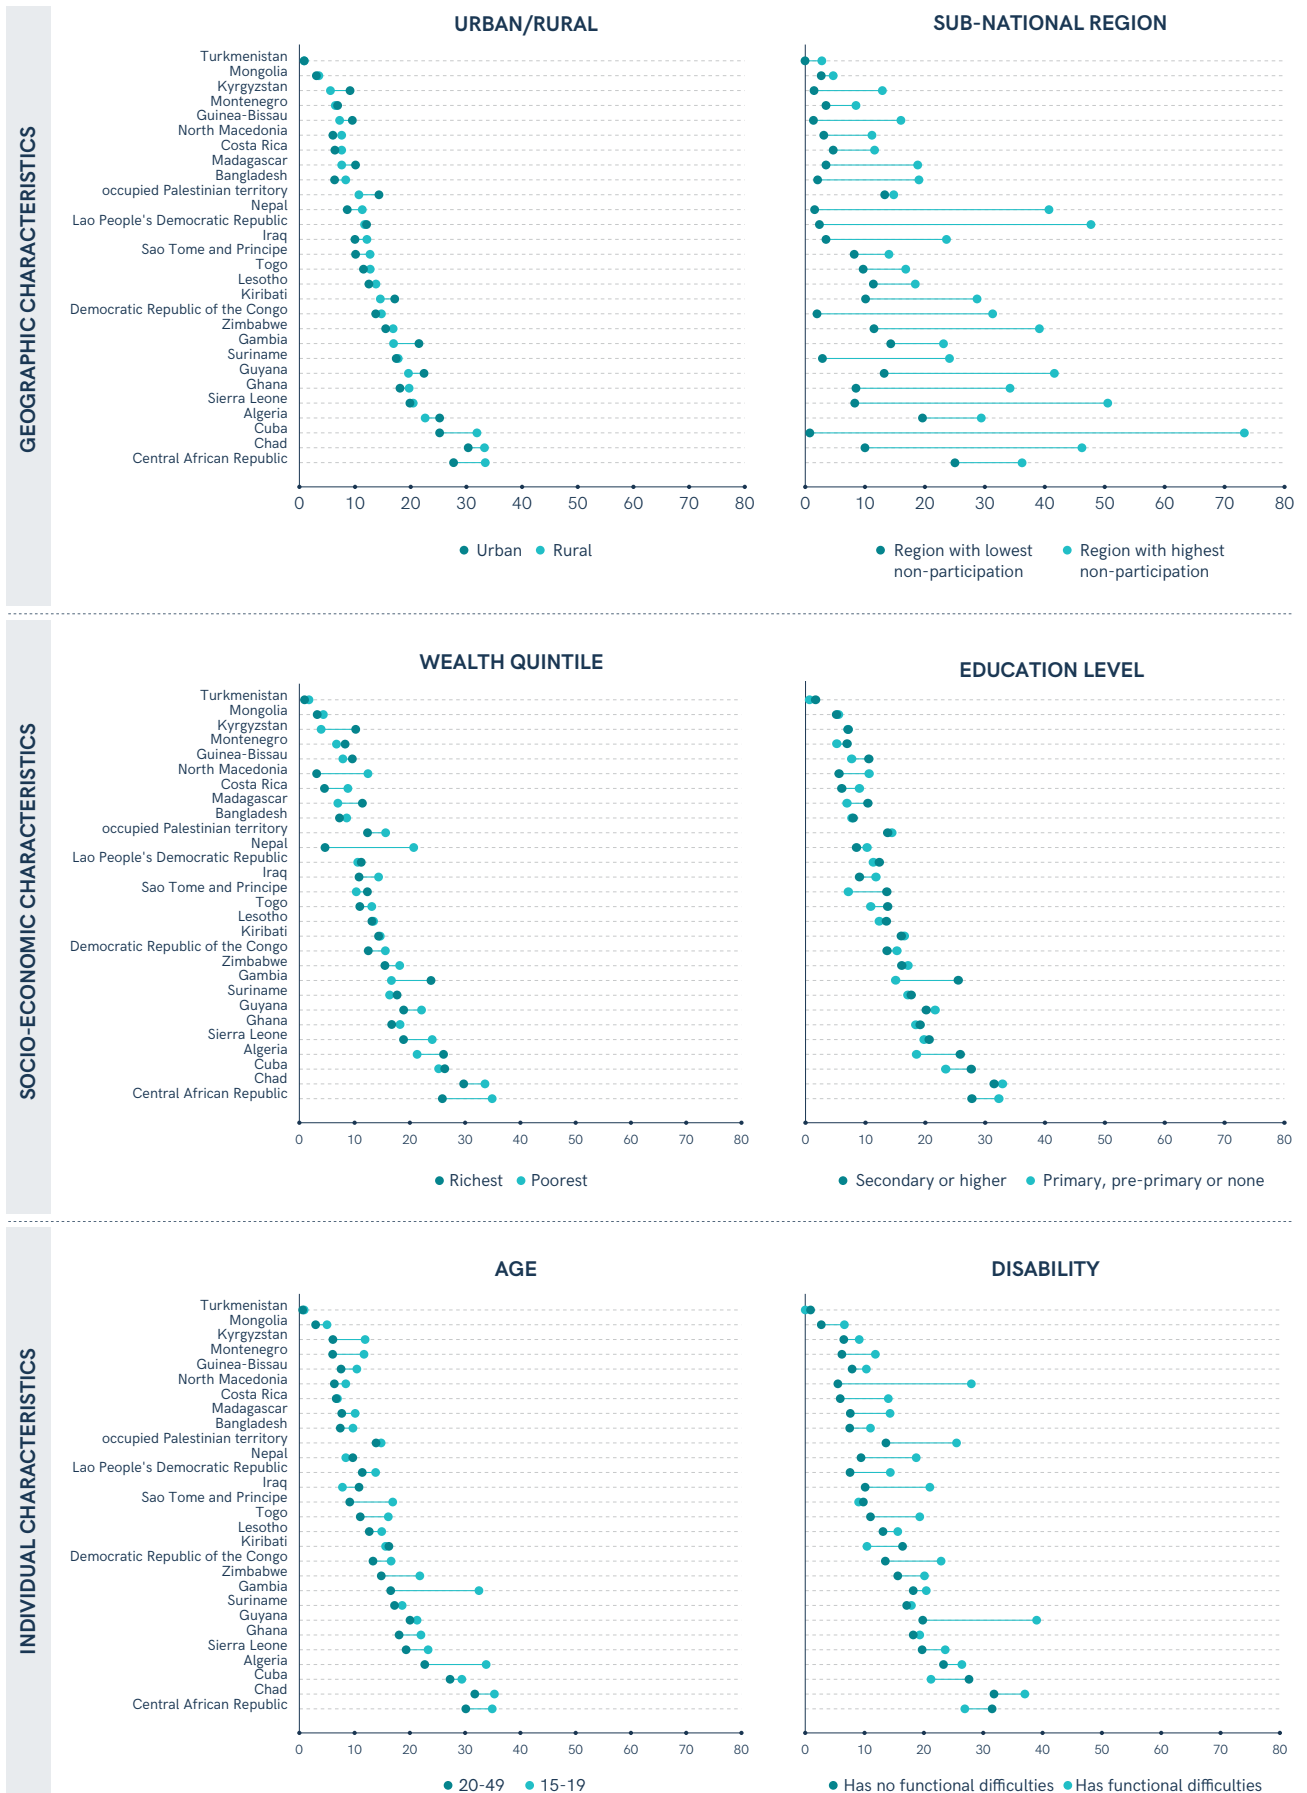 GEOGRAPHIC CHARACTERISTICS
URBAN/RURAL
Turkmenistan
Mongolia
Kyrgyzstan
Montenegro
Guinea-Bissau
North Macedonia
Costa Rica
Madagascar
Bangladesh
occupied Palestinian territory
Nepal
Lao People's Democratic Republic
Iraq
Sao Tome and Principe
Togo
Lesotho
Kiribati
Democratic Republic of the Congo
Zimbabwe
Gambia
Suriname
Guyana
Ghana
Sierra Leone
Algeria
Cuba
Chad
Central African Republic
0 10 20 30 40 50 60 70 80
Urban Rural
SUB-NATIONAL REGION
0 10 20 30 40 50 60 70 80
Region with lowest
non-participation
Region with highest
non-participation
SOCIO-ECONOMIC CHARACTERISTICS
WEALTH QUINTILE
Turkmenistan
Mongolia
Kyrgyzstan
Montenegro
Guinea-Bissau
North Macedonia
Costa Rica
Madagascar
Bangladesh
occupied Palestinian territory
Nepal
Lao People's Democratic Republic
Iraq
Sao Tome and Principe
Togo
Lesotho
Kiribati
Democratic Republic of the Congo
Zimbabwe
Gambia
Suriname
Guyana
Ghana
Sierra Leone
Algeria
Cuba
Chad
Central African Republic
0 10 20 30 40 50 60 70 80
Richest Poorest
EDUCATION LEVEL
0 10 20 30 40 50 60 70 80
Secondary or higher Primary, pre-primary or none
INDIVIDUAL CHARACTERISTICS
AGE
Turkmenistan
Mongolia
Kyrgyzstan
Montenegro
Guinea-Bissau
North Macedonia
Costa Rica
Madagascar
Bangladesh
occupied Palestinian territory
Nepal
Lao People's Democratic Republic
Iraq
Sao Tome and Principe
Togo
Lesotho
Kiribati
Democratic Republic of the Congo
Zimbabwe
Gambia
Suriname
Guyana
Ghana
Sierra Leone
Algeria
Cuba
Chad
Central African Republic
0 10 20 30 40 50 60 70 80
20-49 15-19
DISABILITY
0 10 20 30 40 50 60 70 80
Has no functional difficulties Has functional difficulties